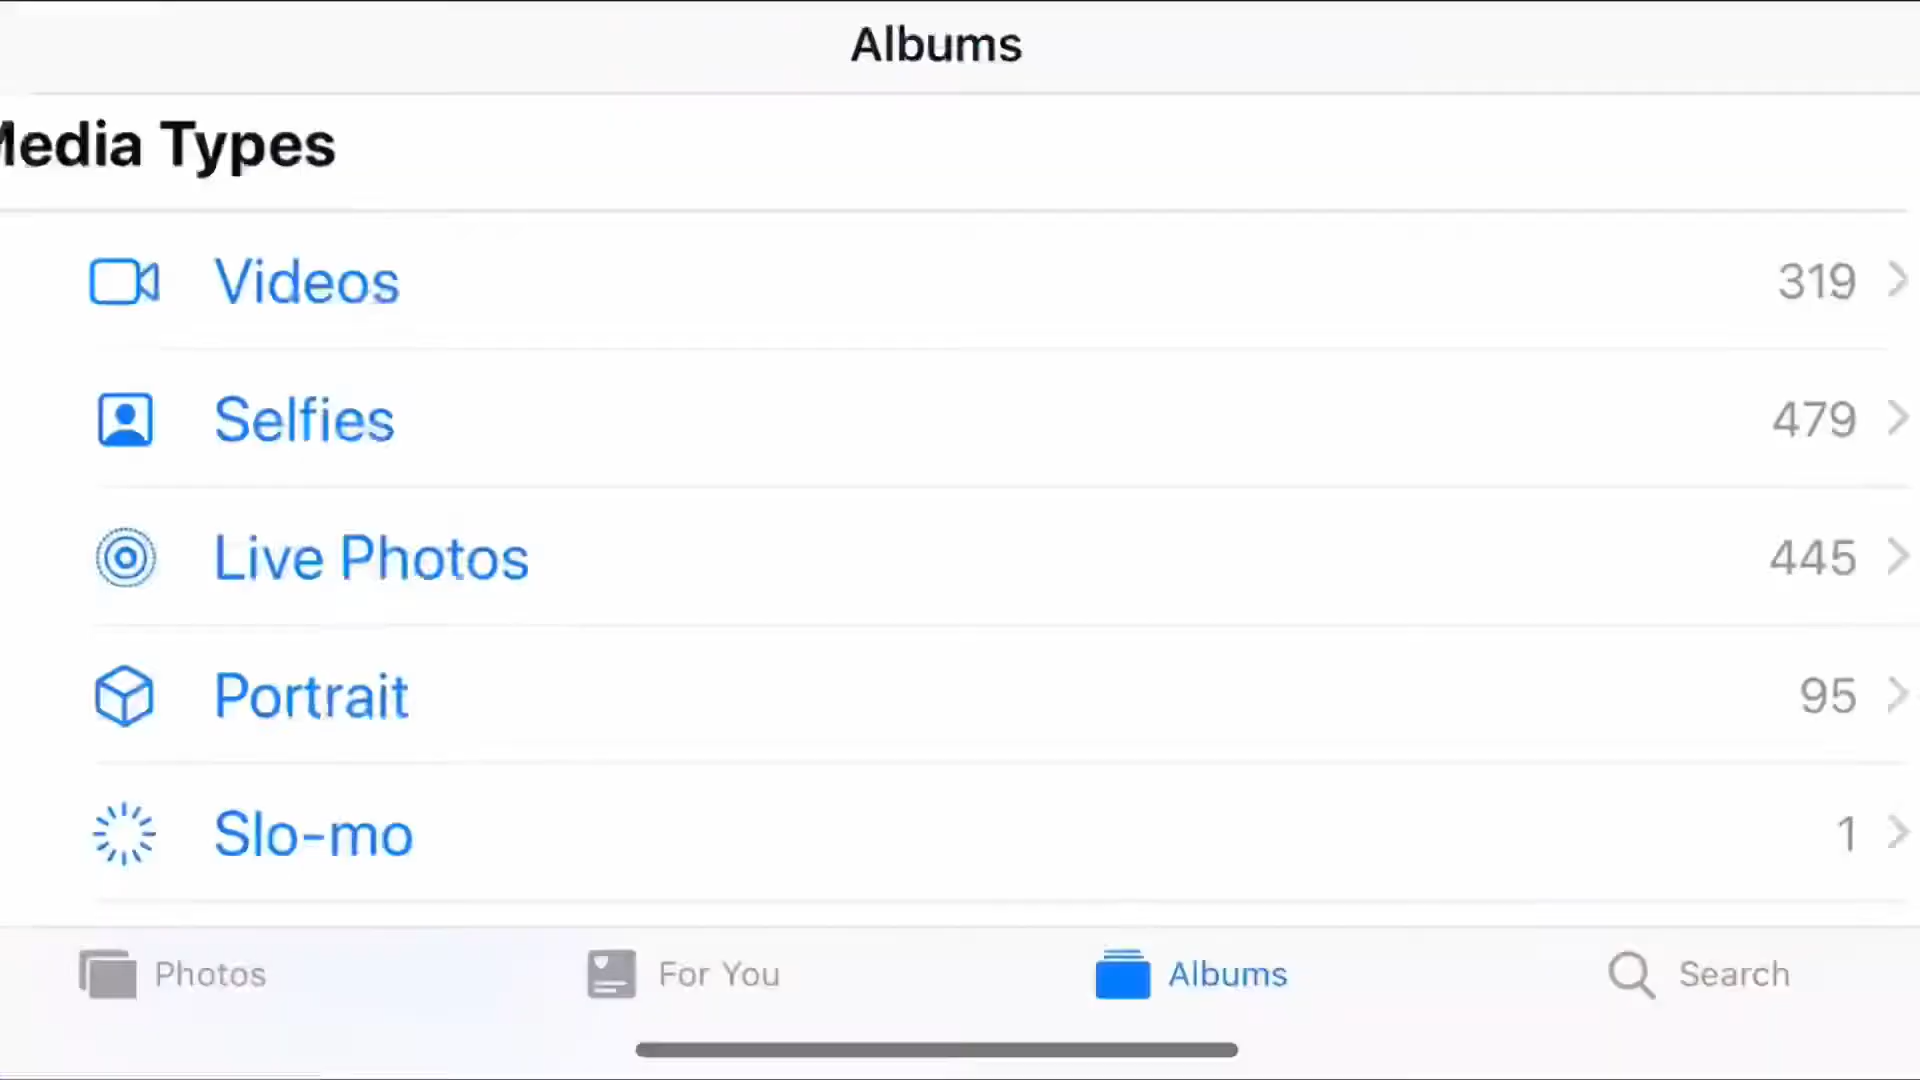 Albums
Media Types
Videos 319
Selfies 479
Live Photos 445
Portrait 95
Slo-mo 1
Photos For You Albums Search